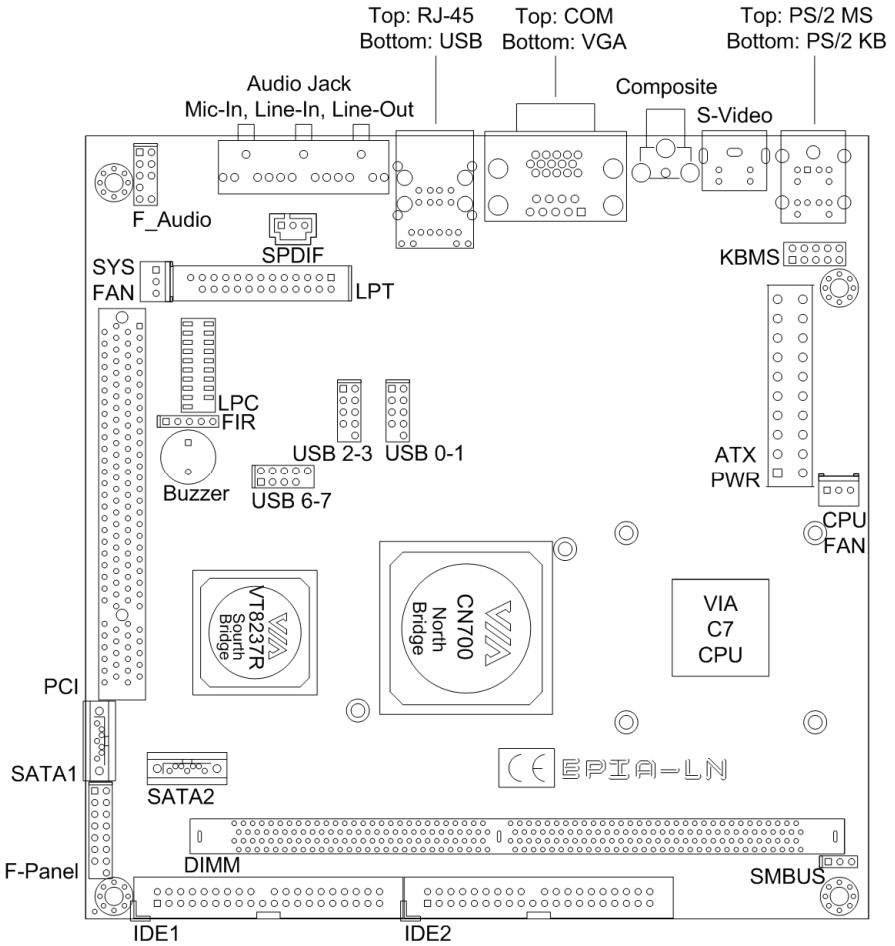 Top: RJ-45
Bottom: USB
Top: COM
Bottom: VGA
Top: PS/2 MS
Bottom: PS/2 KB
Audio Jack
Mic-In, Line-In, Line-Out
Composite
S-Video
F_Audio
SPDIF
KBMS
SYS
FAN
LPT
LPC
FIR
USB 2-3
USB 0-1
Buzzer
USB 6-7
ATX
PWR
CPU
FAN
VT8237R
Sourth
Bridge
VIA
CN700
North
Bridge
VIA
VIA
C7
CPU
PCI
SATA1
SATA2
CE
EPIA-LN
F-Panel
DIMM
SMBUS
IDE1
IDE2